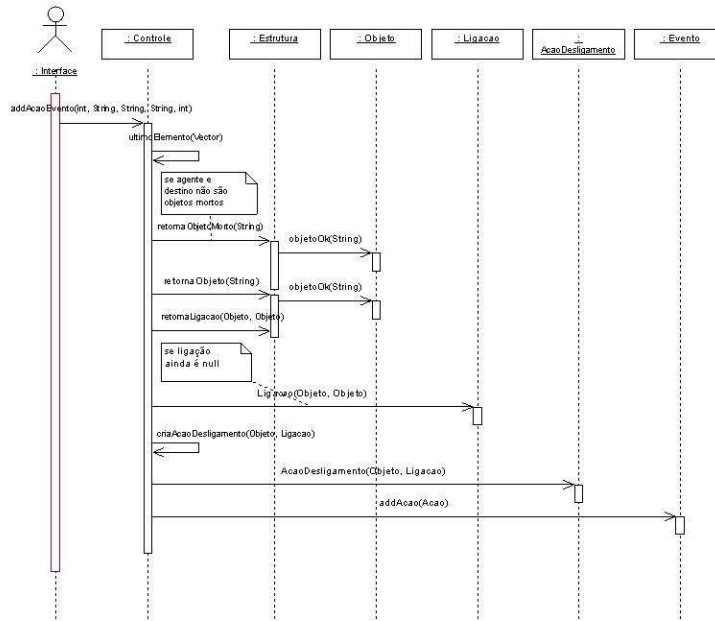 : Controle
: Estrutura
: Objeto
: Ligacao
: AcaoDesligamento
: Evento
: Interface
addAcaoEvento(int, String, String, String, int)
ultimoElemento(Vector)
se agente e
destino não são
objetos mortos
retornaObjetoMorto(String)
objetoOk(String)
retornaObjeto(String)
objetoOk(String)
retornaLigacao(Objeto, Objeto)
se ligação
ainda é null
Ligacao(Objeto, Objeto)
criaAcaoDesligamento(Objeto, Ligacao)
AcaoDesligamento(Objeto, Ligacao)
addAcao(Acao)